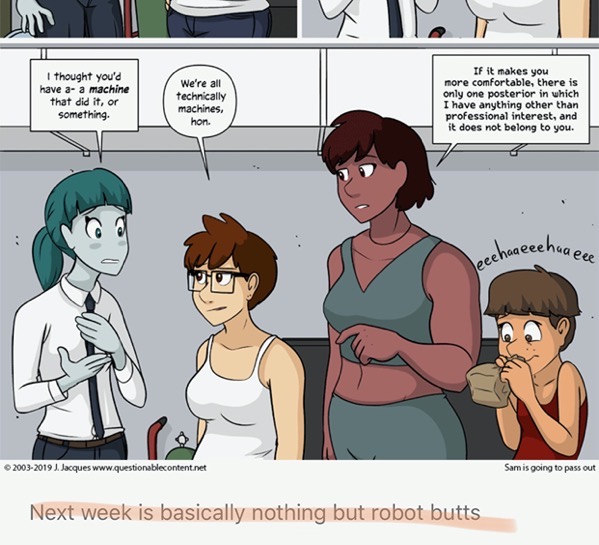 I thought you'd
have a- a machine
that did it, or
something.
We're all
technically
machines,
hon.
If it makes you
more comfortable, there is
only one posterior in which
I have anything other than
professional interest, and
it does not belong to you.
eeehaaeeehaaeee
© 2003-2019 J. Jacques www.questionablecontent.net
Sam is going to pass out
Next week is basically nothing but robot butts